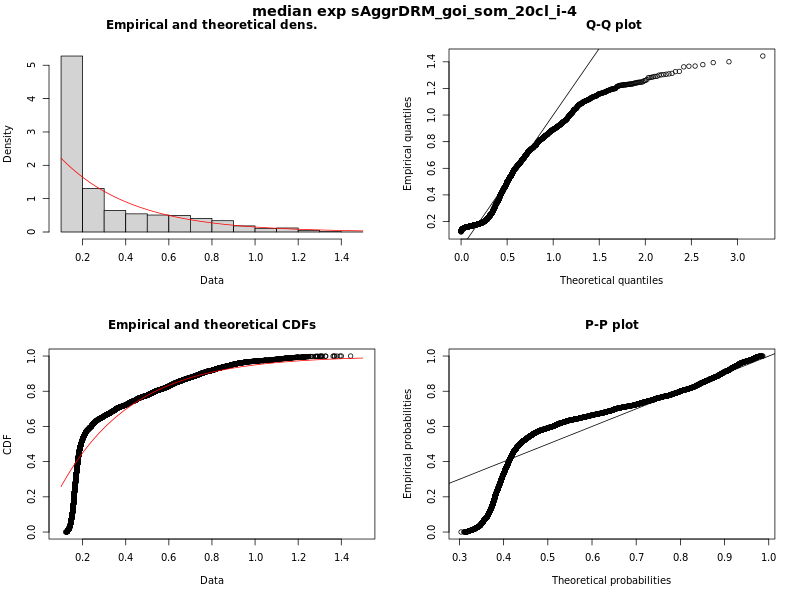 median exp sAggrDRM_goi_som_20cl_i-4
Empirical and theoretical dens.
Density
0 1 2 3 4 5
0.2 0.4 0.6 0.8 1.0 1.2 1.4
Data
Q-Q plot
Empirical quantiles
0.2 0.4 0.6 0.8 1.0 1.2 1.4
0.0 0.5 1.0 1.5 2.0 2.5 3.0
Theoretical quantiles
Empirical and theoretical CDFs
CDF
0.0 0.2 0.4 0.6 0.8 1.0
0.2 0.4 0.6 0.8 1.0 1.2 1.4
Data
P-P plot
Empirical probabilities
0.0 0.2 0.4 0.6 0.8 1.0
0.3 0.4 0.5 0.6 0.7 0.8 0.9 1.0
Theoretical probabilities